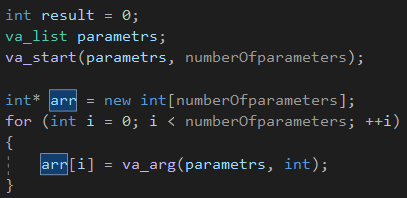 int result = 0;
va_list parametrs;
va_start(parametrs, numberOfparameters);
int* arr = new int[numberOfparameters];
for (int i = 0; i < numberOfparameters; ++i)
{
arr[i] = va_arg(parametrs, int);
}